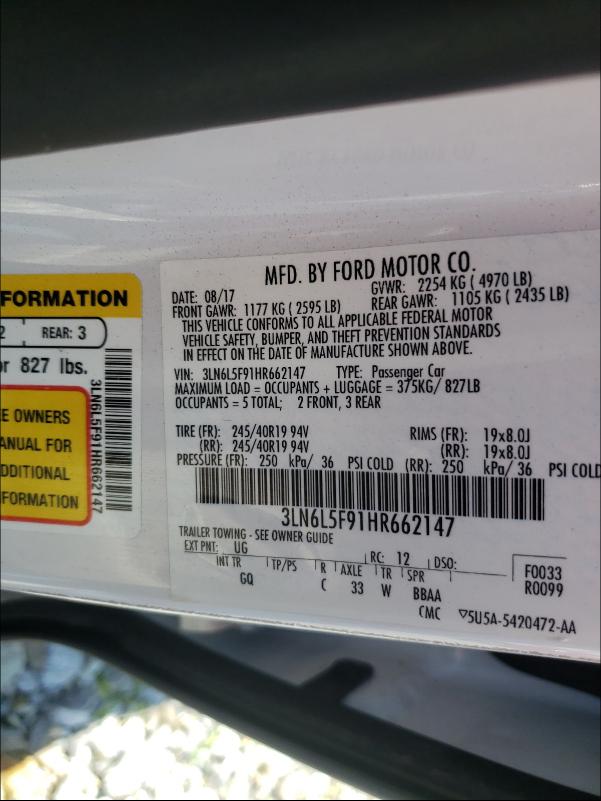 FORMATION
2 | REAR: 3
or 827 lbs.
EE OWNERS
ANUAL FOR
DDITIONAL
FORMATION
3LN6L5F91HR662147
MFD. BY FORD MOTOR CO.
DATE: 08/17 GVWR: 2254 KG ( 4970 LB)
FRONT GAWR: 1177 KG ( 2595 LB) REAR GAWR: 1105 KG ( 2435 LB)
THIS VEHICLE CONFORMS TO ALL APPLICABLE FEDERAL MOTOR
VEHICLE SAFETY, BUMPER, AND THEFT PREVENTION STANDARDS
IN EFFECT ON THE DATE OF MANUFACTURE SHOWN ABOVE.
VIN: 3LN6L5F91HR662147 TYPE: Passenger Car
MAXIMUM LOAD = OCCUPANTS + LUGGAGE = 375KG/ 827LB
OCCUPANTS = 5 TOTAL; 2 FRONT, 3 REAR
TIRE (FR): 245/40R19 94V RIMS (FR): 19x8.0J
(RR): 245/40R19 94V (RR): 19x8.0J
PRESSURE (FR): 250 kPa/ 36 PSI COLD (RR): 250 kPa/ 36 PSI COLD
3LN6L5F91HR662147
TRAILER TOWING - SEE OWNER GUIDE
EXT PNT: UG RC: 12 DSO:
INT TR TP/PS R AXLE TR SPR F0033
GQ C 33 W BBAA R0099
CMC ▽5U5A-5420472-AA